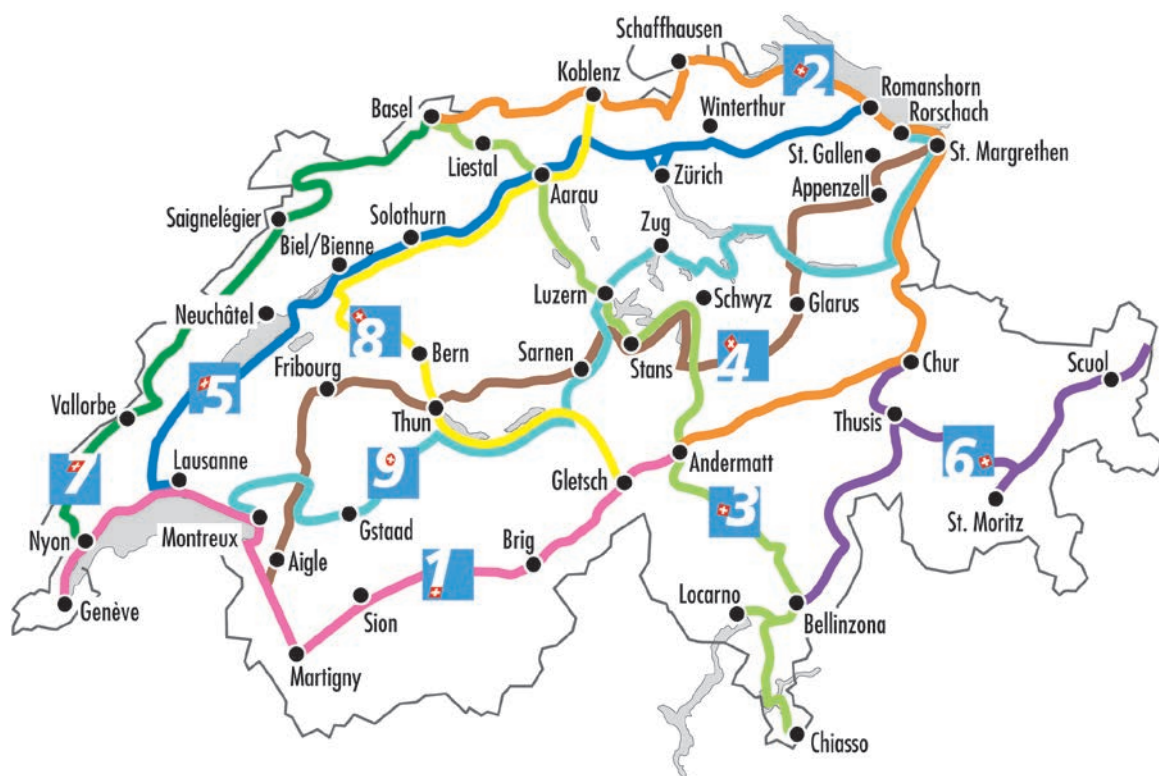 Schaffhausen
2
Koblenz
Romanshorn
Basel
Winterthur
Rorschach
Liestal
St. Gallen
St. Margrethen
Aarau
Zürich
Appenzell
Saignelégier
Solothurn
Zug
Biel/Bienne
Luzern
Schwyz
Glarus
Neuchâtel
8
Bern
Sarnen
Stans
4
Fribourg
Chur
Scuol
5
Vallorbe
Thun
Thusis
7
Lausanne
9
Andermatt
6
Gletsch
3
St. Moritz
Nyon
Montreux
Gstaad
Brig
Aigle
1
Genève
Sion
Locarno
Bellinzona
Martigny
Chiasso